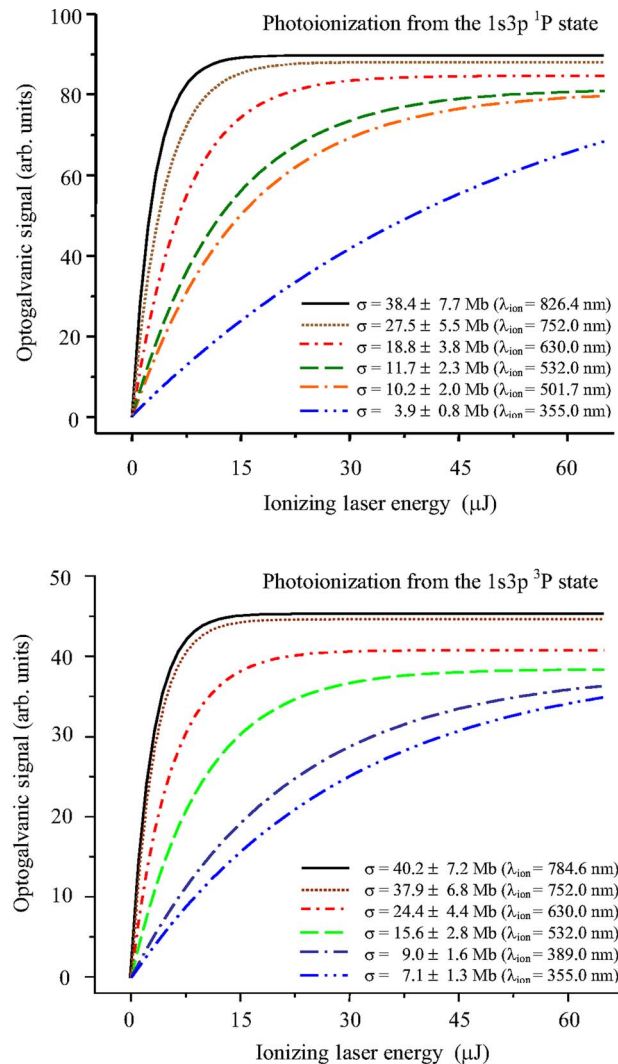 Photoionization from the 1s3p ¹P state
100
80
60
40
20
0
Optogalvanic signal (arb. units)
σ = 38.4 ± 7.7 Mb (λion = 826.4 nm)
σ = 27.5 ± 5.5 Mb (λion = 752.0 nm)
σ = 18.8 ± 3.8 Mb (λion = 630.0 nm)
σ = 11.7 ± 2.3 Mb (λion = 532.0 nm)
σ = 10.2 ± 2.0 Mb (λion = 501.7 nm)
σ = 3.9 ± 0.8 Mb (λion = 355.0 nm)
0 15 30 45 60
Ionizing laser energy (μJ)
Photoionization from the 1s3p ³P state
50
40
30
20
10
0
Optogalvanic signal (arb. units)
σ = 40.2 ± 7.2 Mb (λion = 784.6 nm)
σ = 37.9 ± 6.8 Mb (λion = 752.0 nm)
σ = 24.4 ± 4.4 Mb (λion = 630.0 nm)
σ = 15.6 ± 2.8 Mb (λion = 532.0 nm)
σ = 9.0 ± 1.6 Mb (λion = 389.0 nm)
σ = 7.1 ± 1.3 Mb (λion = 355.0 nm)
0 15 30 45 60
Ionizing laser energy (μJ)